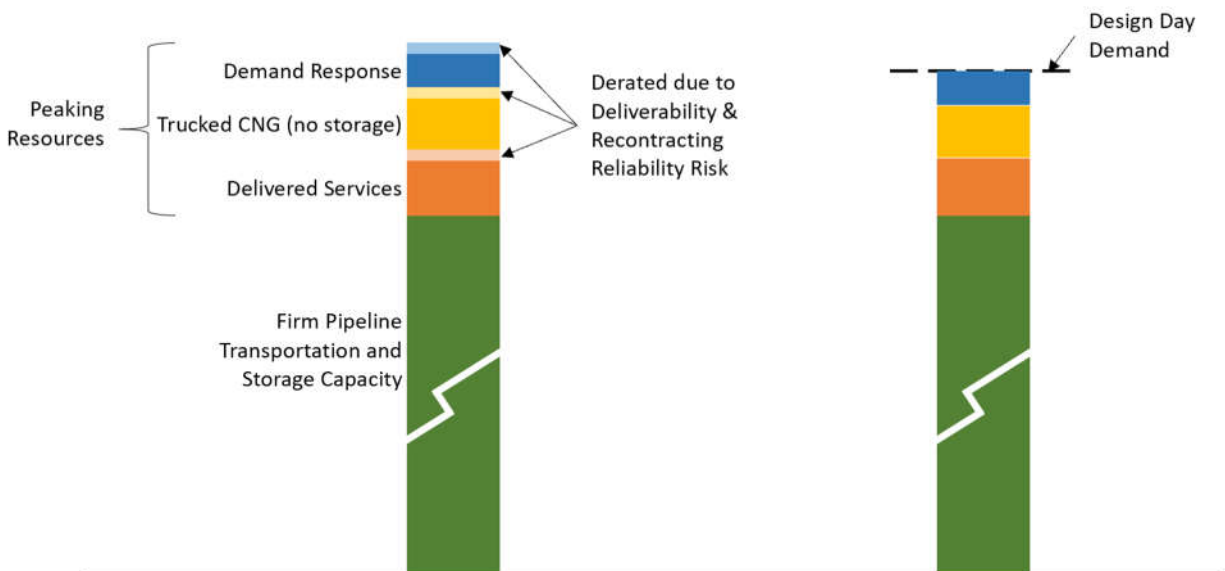 Design Day
Demand
Demand Response
Derated due to
Deliverability &
Recontracting
Reliability Risk
Peaking
Resources
Trucked CNG (no storage)
Delivered Services
Firm Pipeline
Transportation and
Storage Capacity